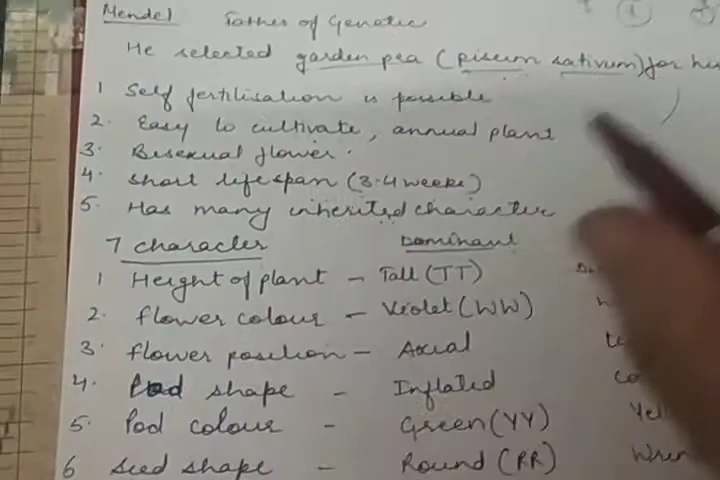 Mendel Father of Genetic
He selected garden pea (pisum sativum) for
1 Self fertilisation is possible
2. Easy to cultivate, annual plant
3. Bisexual flower.
4. Short life span (3-4 weeks)
5. Has many inherited character
7 character Dominant
1 Height of plant - Tall (TT)
2. flower colour - Violet (WW)
3. flower position - Axial
4. Pod shape - Inflated
5. Pod colour - Green (YY) Yell
6 seed shape - Round (RR) Wren